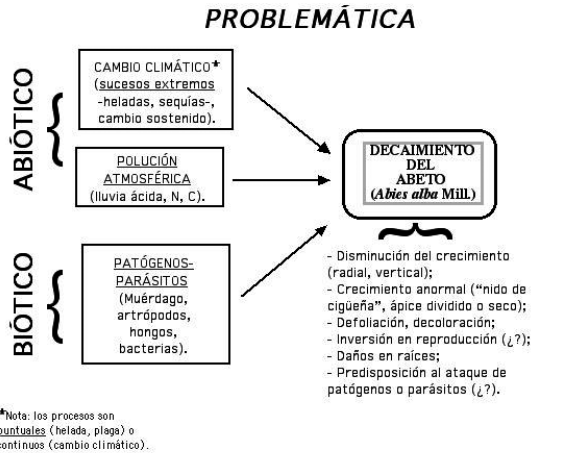 PROBLEMÁTICA
ABIÓTICO
CAMBIO CLIMÁTICO*
(sucesos extremos
-heladas, sequías-,
cambio sostenido).
POLUCIÓN
ATMOSFÉRICA
(lluvia ácida, N, C).
BIÓTICO
PATÓGENOS-
PARÁSITOS
(Muérdago,
artrópodos,
hongos,
bacterias).
DECAIMIENTO
DEL
ABETO
(Abies alba Mill.)
- Disminución del crecimiento
(radial, vertical);
- Crecimiento anormal (“nido de
cigüeña”, ápice dividido o seco);
- Defoliación, decoloración;
- Inversión en reproducción (¿?);
- Daños en raíces;
- Predisposición al ataque de
patógenos o parásitos (¿?).
*Nota: los procesos son
puntuales (helada, plaga) o
continuos (cambio climático).